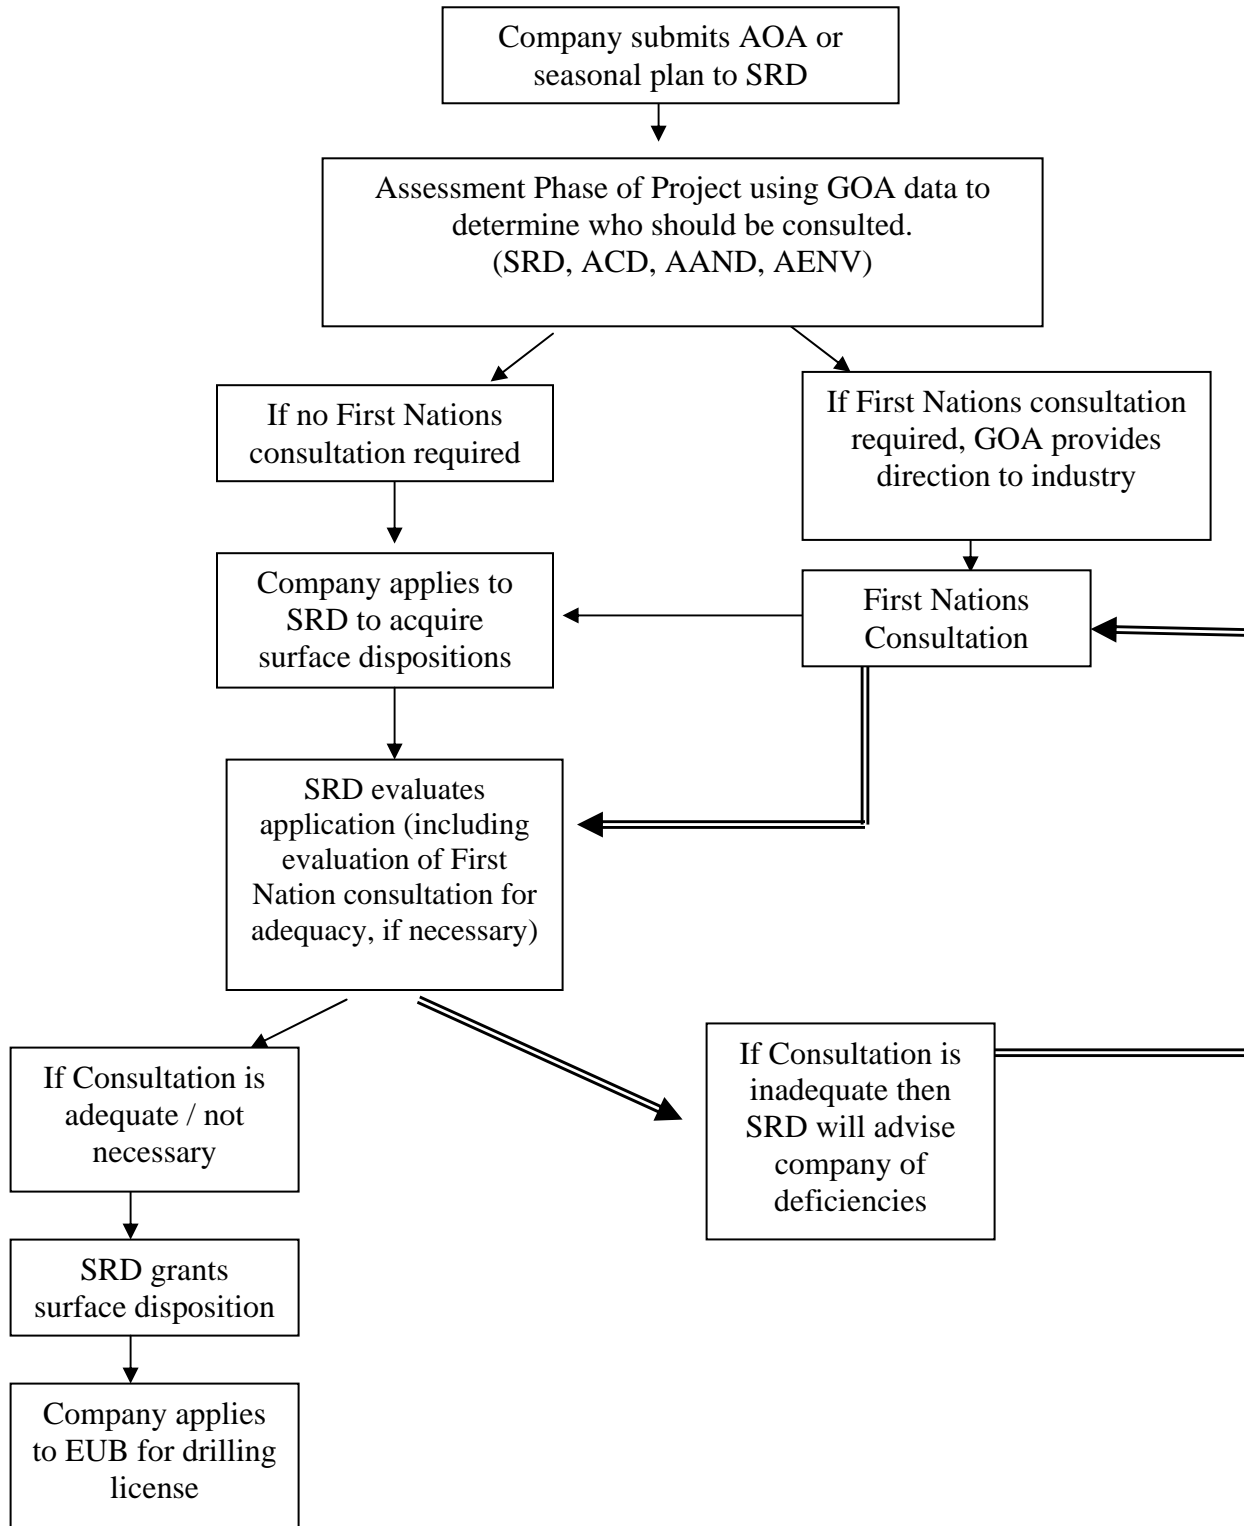 Company submits AOA or
seasonal plan to SRD
Assessment Phase of Project using GOA data to
determine who should be consulted.
(SRD, ACD, AAND, AENV)
If no First Nations
consultation required
If First Nations consultation
required, GOA provides
direction to industry
Company applies to
SRD to acquire
surface dispositions
First Nations
Consultation
SRD evaluates
application (including
evaluation of First
Nation consultation for
adequacy, if necessary)
If Consultation is
adequate / not
necessary
If Consultation is
inadequate then
SRD will advise
company of
deficiencies
SRD grants
surface disposition
Company applies
to EUB for drilling
license